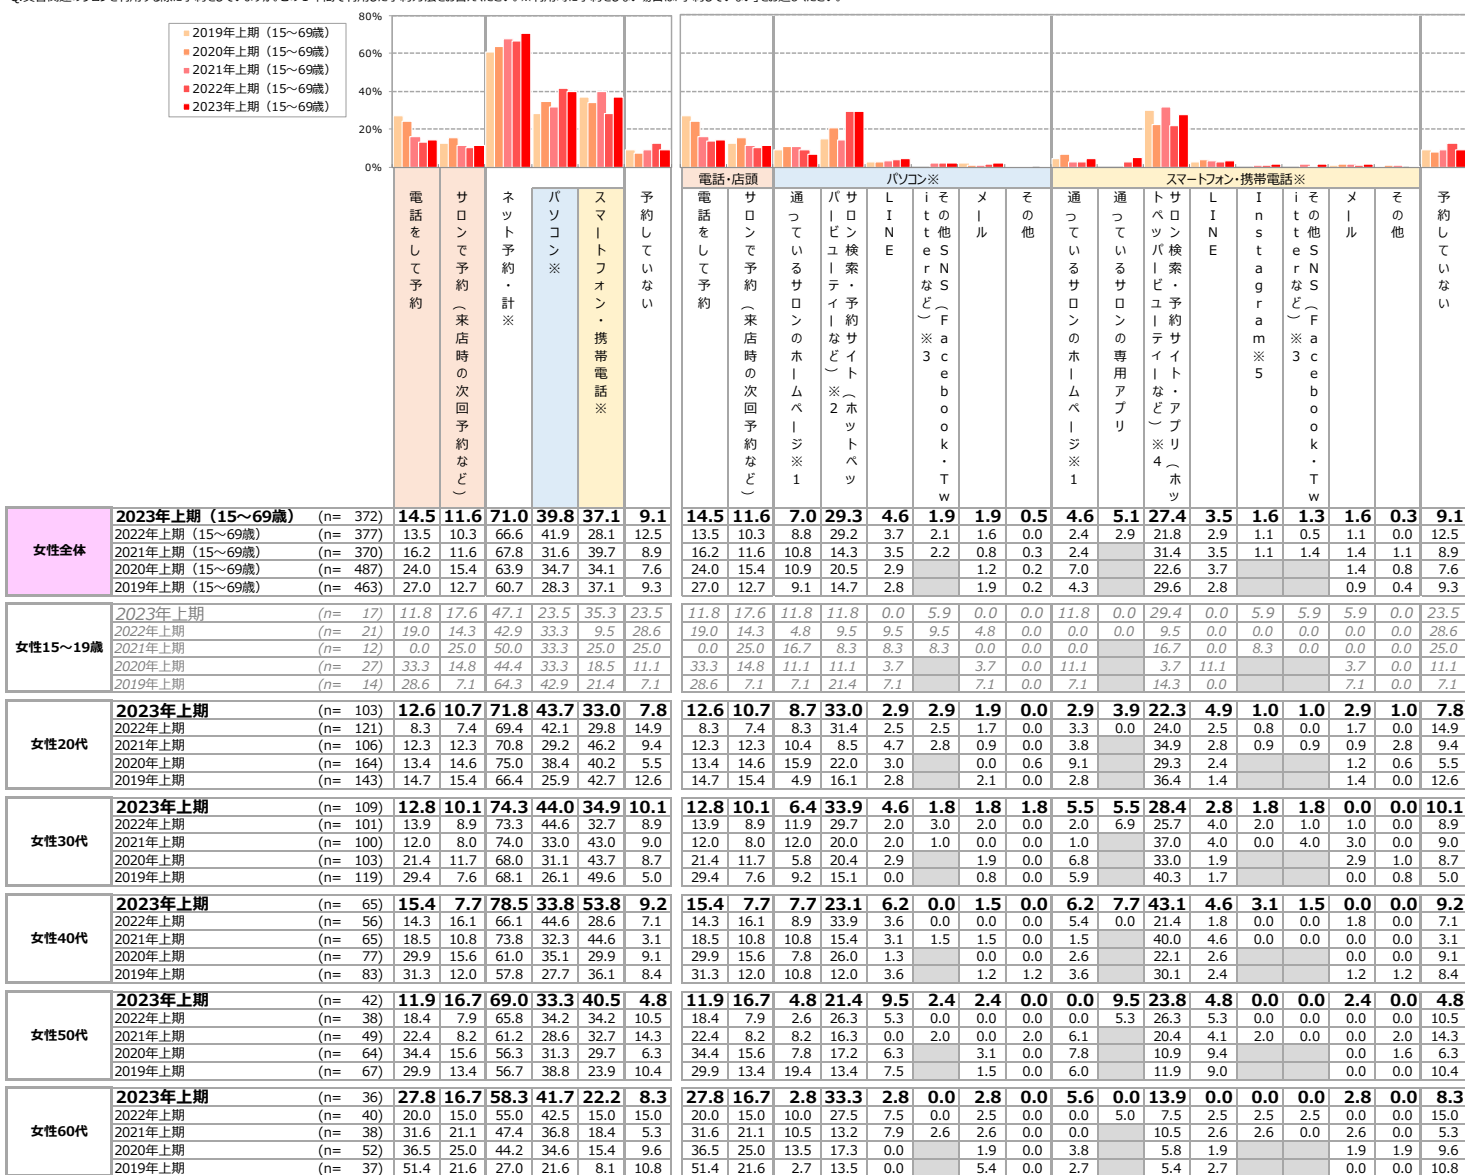 2019年上期（15～69歳）
2020年上期（15～69歳）
2021年上期（15～69歳）
2022年上期（15～69歳）
2023年上期（15～69歳）
80%
60%
40%
20%
0%
電話・店頭 パソコン※ スマートフォン・携帯電話※
電話をして予約
サロンで予約（来店時の次回予約など）
ネット予約・計※
パソコン※
スマートフォン・携帯電話※
予約していない
電話をして予約
サロンで予約（来店時の次回予約など）
通っているサロンのホームページ※1
サロン検索・予約サイト（ホットペッ
パービューティーなど）※2
LINE
その他SNS（Facebook・Tw
itterなど）※3
メール
その他
通っているサロンのホームページ※1
通っているサロンの専用アプリ
サロン検索・予約サイト・アプリ（ホッ
トペッパービューティーなど）※4
LINE
Instagram※5
その他SNS（Facebook・Tw
itterなど）※3
メール
その他
予約していない
女性全体
2023年上期（15～69歳） (n= 372) 14.5 11.6 71.0 39.8 37.1 9.1 14.5 11.6 7.0 29.3 4.6 1.9 1.9 0.5 4.6 5.1 27.4 3.5 1.6 1.3 1.6 0.3 9.1
2022年上期（15～69歳） (n= 377) 13.5 10.3 66.6 41.9 28.1 12.5 13.5 10.3 8.8 29.2 3.7 2.1 1.6 0.0 2.4 2.9 21.8 2.9 1.1 0.5 1.1 0.0 12.5
2021年上期（15～69歳） (n= 370) 16.2 11.6 67.8 31.6 39.7 8.9 16.2 11.6 10.8 14.3 3.5 2.2 0.8 0.3 2.4 31.4 3.5 1.1 1.4 1.4 1.1 8.9
2020年上期（15～69歳） (n= 487) 24.0 15.4 63.9 34.7 34.1 7.6 24.0 15.4 10.9 20.5 2.9 1.2 0.2 7.0 22.6 3.7 1.4 0.8 7.6
2019年上期（15～69歳） (n= 463) 27.0 12.7 60.7 28.3 37.1 9.3 27.0 12.7 9.1 14.7 2.8 1.9 0.2 4.3 29.6 2.8 0.9 0.4 9.3
女性15～19歳
2023年上期 (n= 17) 11.8 17.6 47.1 23.5 35.3 23.5 11.8 17.6 11.8 11.8 0.0 5.9 0.0 0.0 11.8 0.0 29.4 0.0 5.9 5.9 5.9 0.0 23.5
2022年上期 (n= 21) 19.0 14.3 42.9 33.3 9.5 28.6 19.0 14.3 4.8 9.5 9.5 9.5 4.8 0.0 0.0 0.0 9.5 0.0 0.0 0.0 0.0 0.0 28.6
2021年上期 (n= 12) 0.0 25.0 50.0 33.3 25.0 25.0 0.0 25.0 16.7 8.3 8.3 8.3 0.0 0.0 0.0 16.7 0.0 8.3 0.0 0.0 0.0 25.0
2020年上期 (n= 27) 33.3 14.8 44.4 33.3 18.5 11.1 33.3 14.8 11.1 11.1 3.7 3.7 0.0 11.1 3.7 11.1 3.7 0.0 11.1
2019年上期 (n= 14) 28.6 7.1 64.3 42.9 21.4 7.1 28.6 7.1 7.1 21.4 7.1 7.1 0.0 7.1 14.3 0.0 7.1 0.0 7.1
女性20代
2023年上期 (n= 103) 12.6 10.7 71.8 43.7 33.0 7.8 12.6 10.7 8.7 33.0 2.9 2.9 1.9 0.0 2.9 3.9 22.3 4.9 1.0 1.0 2.9 1.0 7.8
2022年上期 (n= 121) 8.3 7.4 69.4 42.1 29.8 14.9 8.3 7.4 8.3 31.4 2.5 2.5 1.7 0.0 3.3 0.0 24.0 2.5 0.8 0.0 1.7 0.0 14.9
2021年上期 (n= 106) 12.3 12.3 70.8 29.2 46.2 9.4 12.3 12.3 10.4 8.5 4.7 2.8 0.9 0.0 3.8 34.9 2.8 0.9 0.9 0.9 2.8 9.4
2020年上期 (n= 164) 13.4 14.6 75.0 38.4 40.2 5.5 13.4 14.6 15.9 22.0 3.0 0.0 0.6 9.1 29.3 2.4 1.2 0.6 5.5
2019年上期 (n= 143) 14.7 15.4 66.4 25.9 42.7 12.6 14.7 15.4 4.9 16.1 2.8 2.1 0.0 2.8 36.4 1.4 1.4 0.0 12.6
女性30代
2023年上期 (n= 109) 12.8 10.1 74.3 44.0 34.9 10.1 12.8 10.1 6.4 33.9 4.6 1.8 1.8 1.8 5.5 5.5 28.4 2.8 1.8 1.8 0.0 0.0 10.1
2022年上期 (n= 101) 13.9 8.9 73.3 44.6 32.7 8.9 13.9 8.9 11.9 29.7 2.0 3.0 2.0 0.0 2.0 6.9 25.7 4.0 2.0 1.0 1.0 0.0 8.9
2021年上期 (n= 100) 12.0 8.0 74.0 33.0 43.0 9.0 12.0 8.0 12.0 20.0 2.0 1.0 0.0 0.0 1.0 37.0 4.0 0.0 4.0 3.0 0.0 9.0
2020年上期 (n= 103) 21.4 11.7 68.0 31.1 43.7 8.7 21.4 11.7 5.8 20.4 2.9 1.9 0.0 6.8 33.0 1.9 2.9 1.0 8.7
2019年上期 (n= 119) 29.4 7.6 68.1 26.1 49.6 5.0 29.4 7.6 9.2 15.1 0.0 0.8 0.0 5.9 40.3 1.7 0.0 0.8 5.0
女性40代
2023年上期 (n= 65) 15.4 7.7 78.5 33.8 53.8 9.2 15.4 7.7 7.7 23.1 6.2 0.0 1.5 0.0 6.2 7.7 43.1 4.6 3.1 1.5 0.0 0.0 9.2
2022年上期 (n= 56) 14.3 16.1 66.1 44.6 28.6 7.1 14.3 16.1 8.9 33.9 3.6 0.0 0.0 0.0 5.4 0.0 21.4 1.8 0.0 0.0 1.8 0.0 7.1
2021年上期 (n= 65) 18.5 10.8 73.8 32.3 44.6 3.1 18.5 10.8 10.8 15.4 3.1 1.5 1.5 0.0 1.5 40.0 4.6 0.0 0.0 0.0 0.0 3.1
2020年上期 (n= 77) 29.9 15.6 61.0 35.1 29.9 9.1 29.9 15.6 7.8 26.0 1.3 0.0 0.0 2.6 22.1 2.6 0.0 0.0 9.1
2019年上期 (n= 83) 31.3 12.0 57.8 27.7 36.1 8.4 31.3 12.0 10.8 12.0 3.6 1.2 1.2 3.6 30.1 2.4 1.2 1.2 8.4
女性50代
2023年上期 (n= 42) 11.9 16.7 69.0 33.3 40.5 4.8 11.9 16.7 4.8 21.4 9.5 2.4 2.4 0.0 0.0 9.5 23.8 4.8 0.0 0.0 2.4 0.0 4.8
2022年上期 (n= 38) 18.4 7.9 65.8 34.2 34.2 10.5 18.4 7.9 2.6 26.3 5.3 0.0 0.0 0.0 0.0 5.3 26.3 5.3 0.0 0.0 0.0 0.0 10.5
2021年上期 (n= 49) 22.4 8.2 61.2 28.6 32.7 14.3 22.4 8.2 8.2 16.3 0.0 2.0 0.0 2.0 6.1 20.4 4.1 2.0 0.0 0.0 2.0 14.3
2020年上期 (n= 64) 34.4 15.6 56.3 31.3 29.7 6.3 34.4 15.6 7.8 17.2 6.3 3.1 0.0 7.8 10.9 9.4 0.0 1.6 6.3
2019年上期 (n= 67) 29.9 13.4 56.7 38.8 23.9 10.4 29.9 13.4 19.4 13.4 7.5 1.5 0.0 6.0 11.9 9.0 0.0 0.0 10.4
女性60代
2023年上期 (n= 36) 27.8 16.7 58.3 41.7 22.2 8.3 27.8 16.7 2.8 33.3 2.8 0.0 2.8 0.0 5.6 0.0 13.9 0.0 0.0 0.0 2.8 0.0 8.3
2022年上期 (n= 40) 20.0 15.0 55.0 42.5 15.0 15.0 20.0 15.0 10.0 27.5 7.5 0.0 2.5 0.0 0.0 5.0 7.5 2.5 2.5 2.5 0.0 0.0 15.0
2021年上期 (n= 38) 31.6 21.1 47.4 36.8 18.4 5.3 31.6 21.1 10.5 13.2 7.9 2.6 2.6 0.0 0.0 10.5 2.6 2.6 0.0 2.6 0.0 5.3
2020年上期 (n= 52) 36.5 25.0 44.2 34.6 15.4 9.6 36.5 25.0 13.5 17.3 0.0 1.9 0.0 3.8 5.8 1.9 1.9 1.9 9.6
2019年上期 (n= 37) 51.4 21.6 27.0 21.6 8.1 10.8 51.4 21.6 2.7 13.5 0.0 5.4 0.0 2.7 5.4 2.7 0.0 0.0 10.8